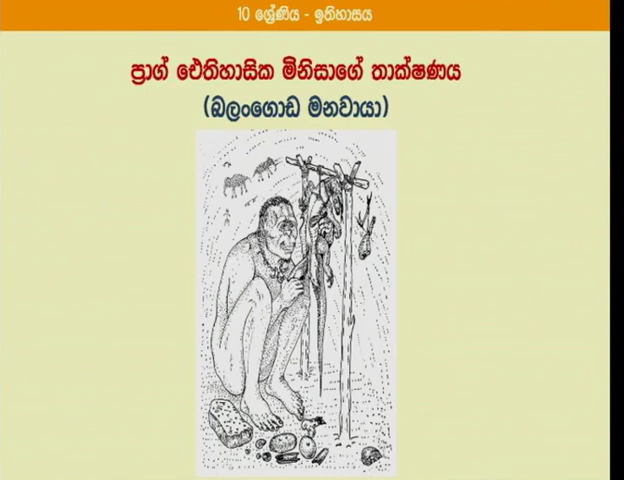 10 ශ්‍රේණිය - ඉතිහාසය
ප්‍රාග් ඓතිහාසික මිනිසාගේ තාක්ෂණය
(බලංගොඩ මානවයා)